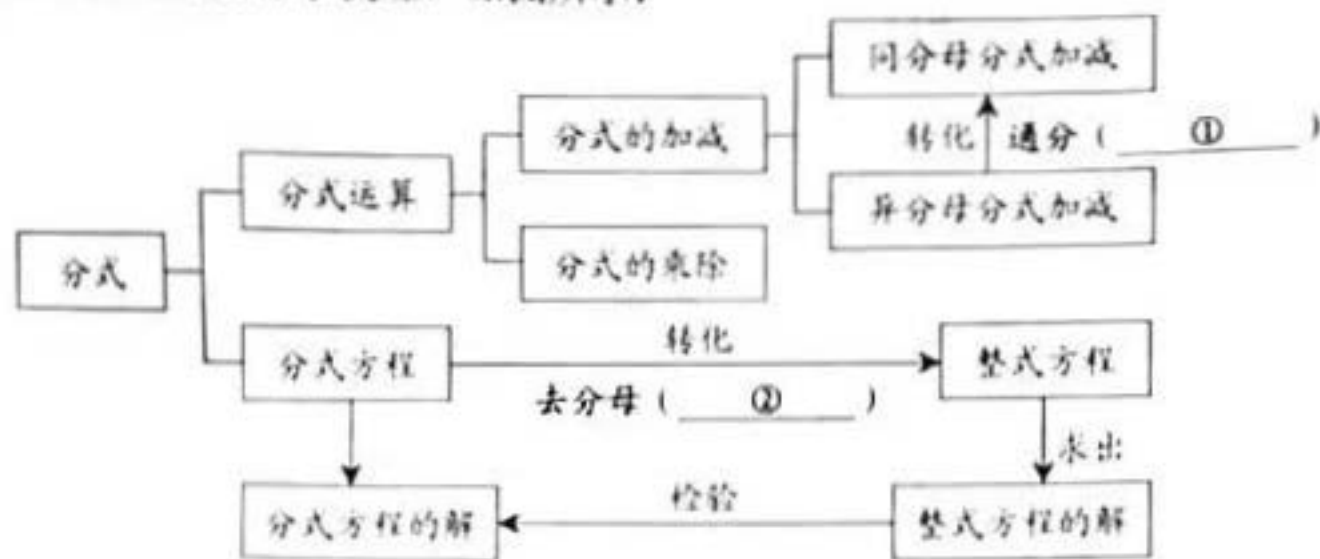 同分母分式加减
分式的加减
转化 通分（ ① ）
分式运算
异分母分式加减
分式
分式的乘除
分式方程
转化
整式方程
去分母（ ② ）
求出
分式方程的解
检验
整式方程的解